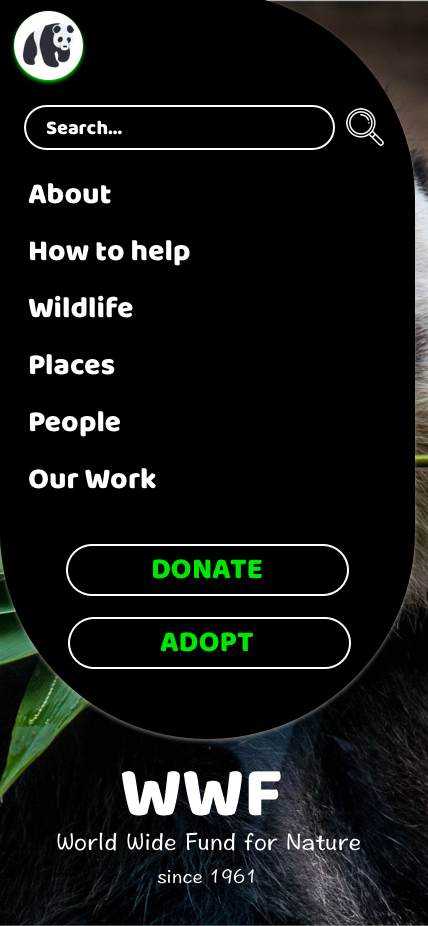 Search...
About
How to help
Wildlife
Places
People
Our Work
DONATE
ADOPT
WWF
World Wide Fund for Nature
since 1961